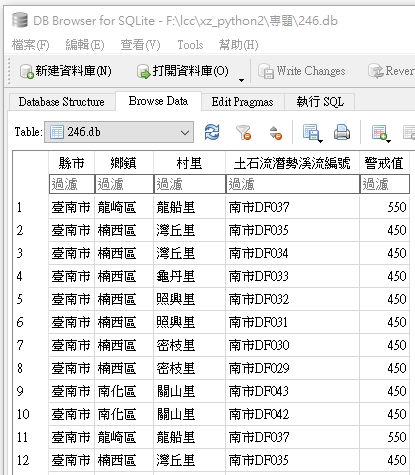 DB Browser for SQLite - F:\lcc\xz_python2\專題\246.db
檔案(F) 編輯(E) 查看(V) Tools 幫助(H)
新建資料庫(N) 打開資料庫(O) Write Changes Rever
Database Structure Browse Data Edit Pragmas 執行 SQL
Table: 246.db
縣市 鄉鎮 村里 土石流潛勢溪流編號 警戒值
過濾 過濾 過濾 過濾 過濾
1 臺南市 龍崎區 龍船里 南市DF037 550
2 臺南市 楠西區 灣丘里 南市DF035 450
3 臺南市 楠西區 灣丘里 南市DF034 450
4 臺南市 楠西區 龜丹里 南市DF033 450
5 臺南市 楠西區 照興里 南市DF032 450
6 臺南市 楠西區 照興里 南市DF031 450
7 臺南市 楠西區 密枝里 南市DF030 450
8 臺南市 楠西區 密枝里 南市DF029 450
9 臺南市 南化區 關山里 南市DF043 450
10 臺南市 南化區 關山里 南市DF042 450
11 臺南市 龍崎區 龍船里 南市DF037 550
12 臺南市 楠西區 灣丘里 南市DF035 450